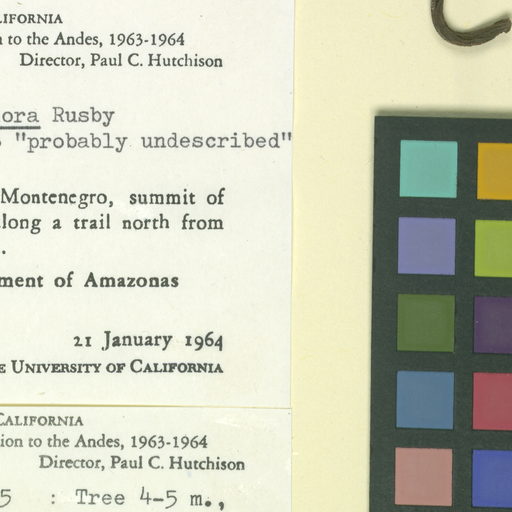 LIFORNIA
n to the Andes, 1963-1964
Director, Paul C. Hutchison
ora Rusby
"probably undescribed"
Montenegro, summit of
long a trail north from
.
ment of Amazonas
21 January 1964
E UNIVERSITY OF CALIFORNIA
CALIFORNIA
ion to the Andes, 1963-1964
Director, Paul C. Hutchison
5 : Tree 4-5 m.,